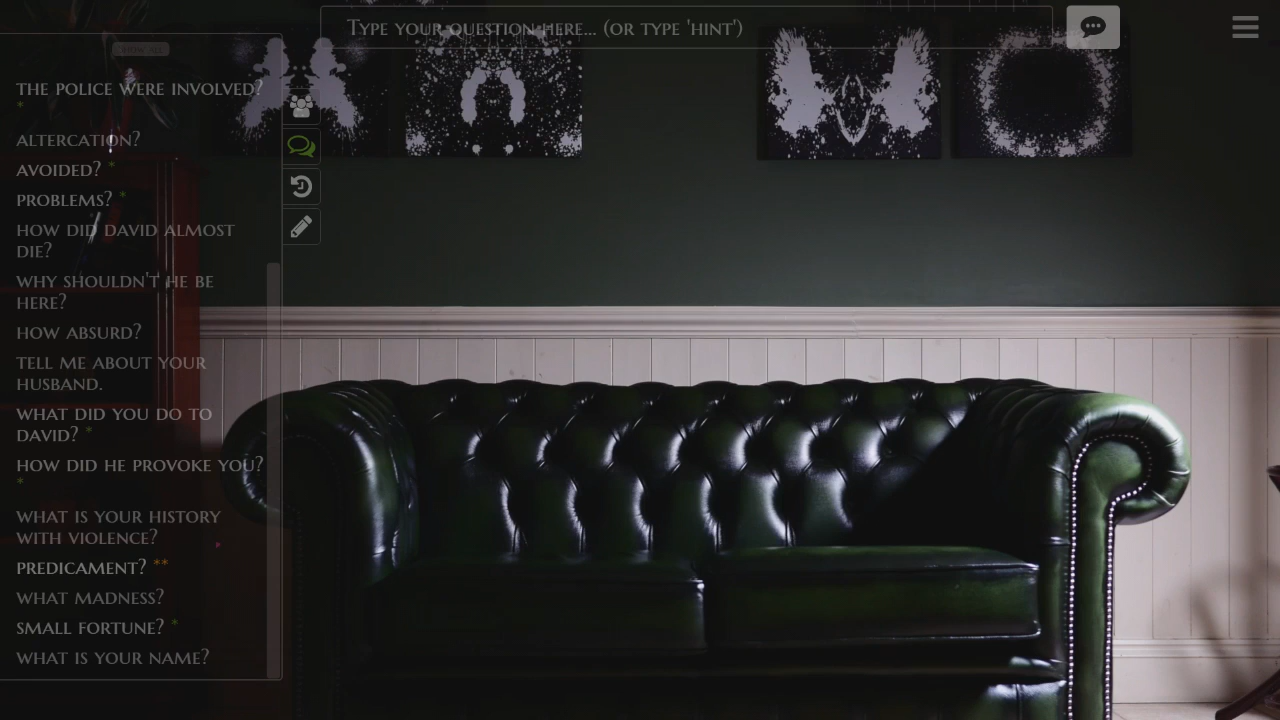 Type your question here... (or type 'hint')
show all
the police were involved?
*
altercation?
avoided? *
problems? *
how did david almost
die?
why shouldn't he be
here?
how absurd?
tell me about your
husband.
what did you do to
david? *
how did he provoke you?
*
what is your history
with violence?
predicament? **
what madness?
small fortune? *
what is your name?